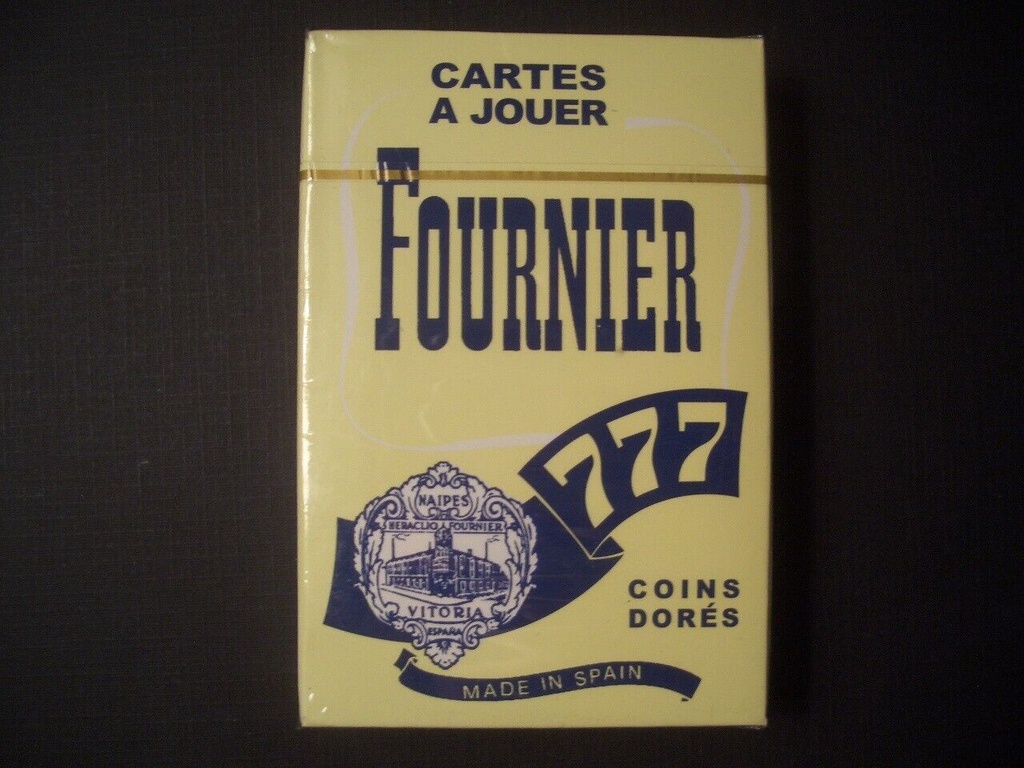 CARTES
A JOUER
FOURNIER
777
NAIPES
HERACLIO FOURNIER
VITORIA
ESPAÑA
COINS
DORÉS
MADE IN SPAIN